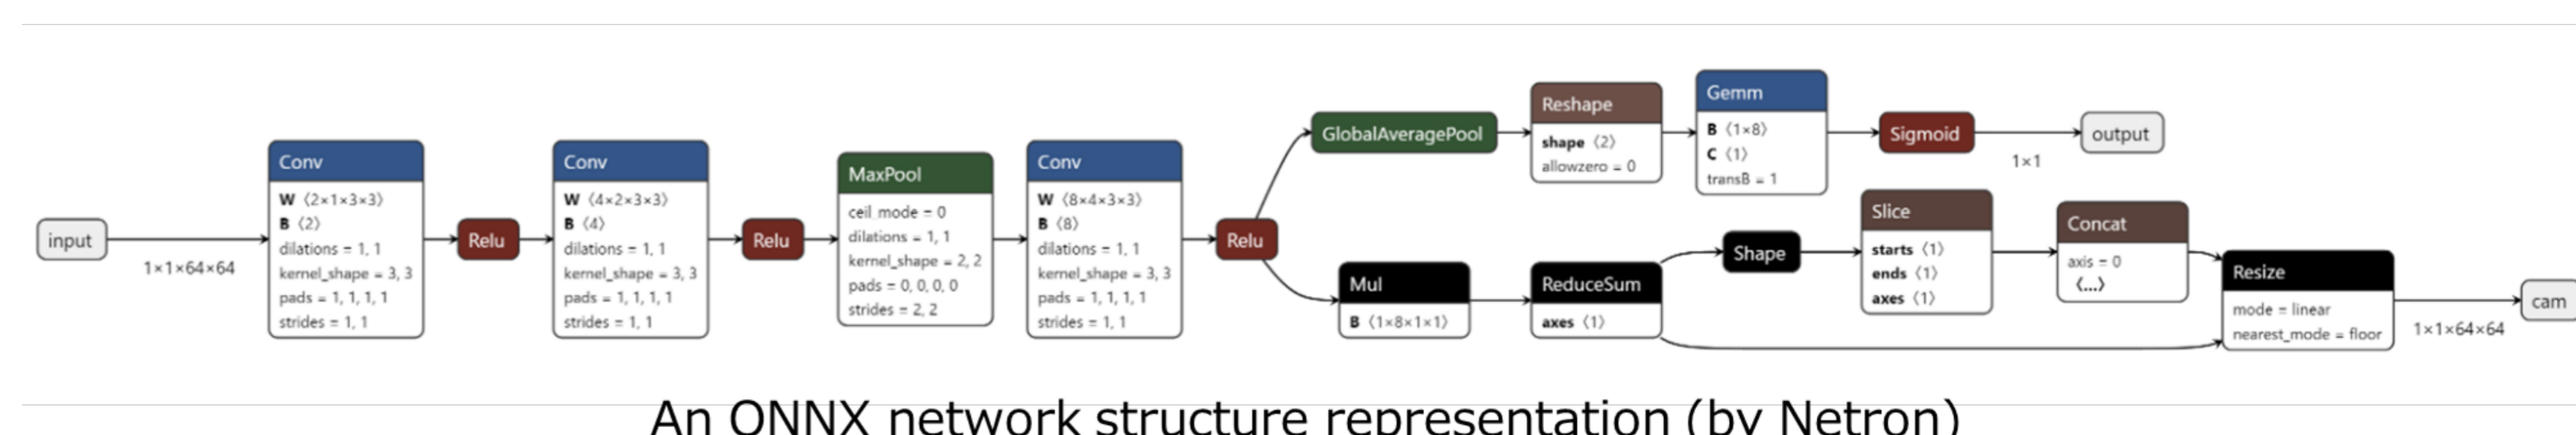 input
1×1×64×64
Conv
W ⟨2×1×3×3⟩
B ⟨2⟩
dilations = 1, 1
kernel_shape = 3, 3
pads = 1, 1, 1, 1
strides = 1, 1
Relu
Conv
W ⟨4×2×3×3⟩
B ⟨4⟩
dilations = 1, 1
kernel_shape = 3, 3
pads = 1, 1, 1, 1
strides = 1, 1
Relu
MaxPool
ceil_mode = 0
dilations = 1, 1
kernel_shape = 2, 2
pads = 0, 0, 0, 0
strides = 2, 2
Conv
W ⟨8×4×3×3⟩
B ⟨8⟩
dilations = 1, 1
kernel_shape = 3, 3
pads = 1, 1, 1, 1
strides = 1, 1
Relu
GlobalAveragePool
Reshape
shape ⟨2⟩
allowzero = 0
Gemm
B ⟨1×8⟩
C ⟨1⟩
transB = 1
Sigmoid
1×1
output
Mul
B ⟨1×8×1×1⟩
ReduceSum
axes ⟨1⟩
Shape
Slice
starts ⟨1⟩
ends ⟨1⟩
axes ⟨1⟩
Concat
axis = 0
⟨...⟩
Resize
mode = linear
nearest_mode = floor
1×1×64×64
cam
An ONNX network structure representation (by Netron)